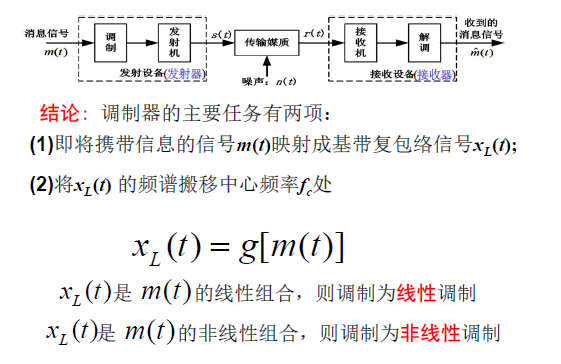 消息信号
m(t)
调制
发射机
s(t)
传输媒质
r(t)
接收机
解调
收到的
消息信号
m̂(t)
发射设备(发射器)
噪声：n(t)
接收设备(接收器)
结论：调制器的主要任务有两项：
(1)即将携带信息的信号m(t)映射成基带复包络信号x_L(t);
(2)将x_L(t) 的频谱搬移中心频率f_c处
x_L(t) = g[m(t)]
x_L(t)是 m(t)的线性组合，则调制为线性调制
x_L(t)是 m(t)的非线性组合，则调制为非线性调制